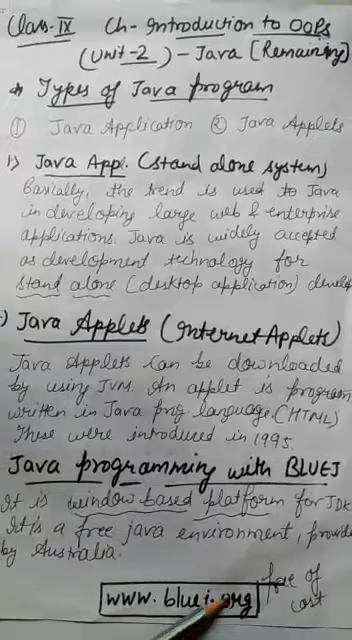 Class-IX Ch- Introduction to OOPs
(Unit-2) - Java [Remaining]
* Types of Java program
① Java Application ② Java Applets
1) Java Appl. (stand alone system)
Basically, the trend is used to Java
in developing large web & enterprise
applications. Java is widely accepted
as development technology for
stand alone (desktop application) develop
) Java Applets (Internet Applets)
Java Applets can be downloaded
by using JVM. An applet is program
written in Java prog. language. (HTML)
These were introduced in 1995.
Java programming with BLUEJ
It is window based platform for JDK
It is a free java environment, provide
by Australia.
www.bluej.org free of
cost